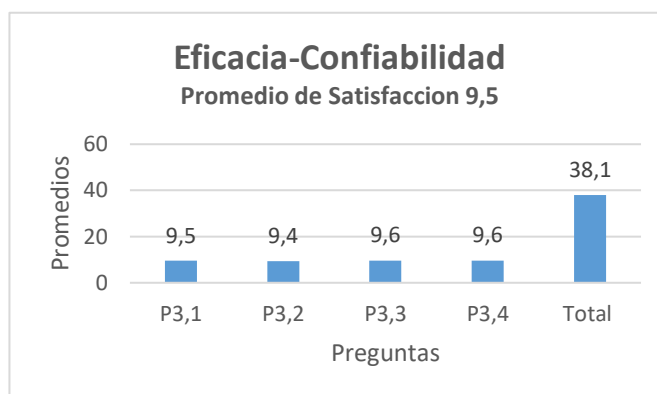 Eficacia-Confiabilidad
Promedio de Satisfaccion 9,5
Promedios
60
40
20
0
9,5
9,4
9,6
9,6
38,1
P3,1 P3,2 P3,3 P3,4 Total
Preguntas